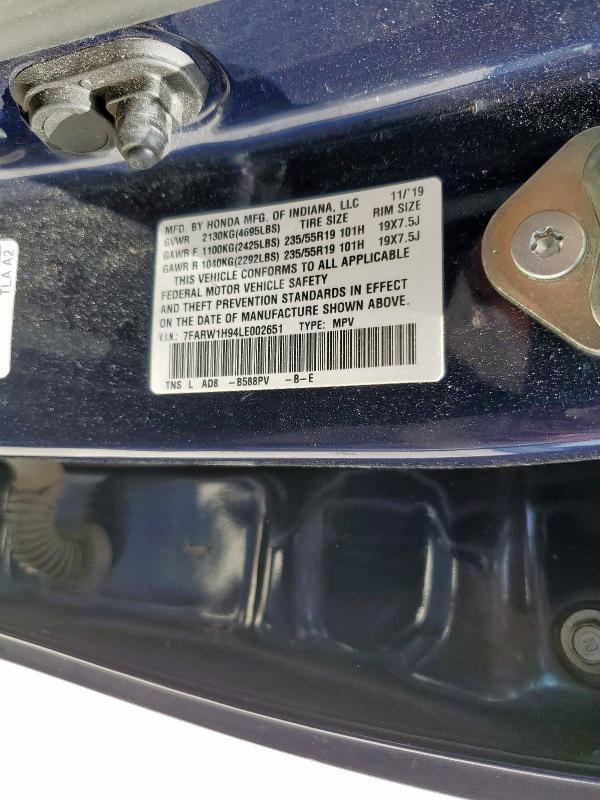 MFD. BY HONDA MFG. OF INDIANA, LLC 11/'19
GVWR 2130KG(4695LBS) TIRE SIZE RIM SIZE
GAWR F 1100KG(2425LBS) 235/55R19 101H 19X7.5J
GAWR R 1040KG(2292LBS) 235/55R19 101H 19X7.5J
THIS VEHICLE CONFORMS TO ALL APPLICABLE
FEDERAL MOTOR VEHICLE SAFETY
AND THEFT PREVENTION STANDARDS IN EFFECT
ON THE DATE OF MANUFACTURE SHOWN ABOVE.
V.I.N.: 7FARW1H94LE002651 TYPE: MPV
TNS L AD8 -B588PV -B-E
TLA A2